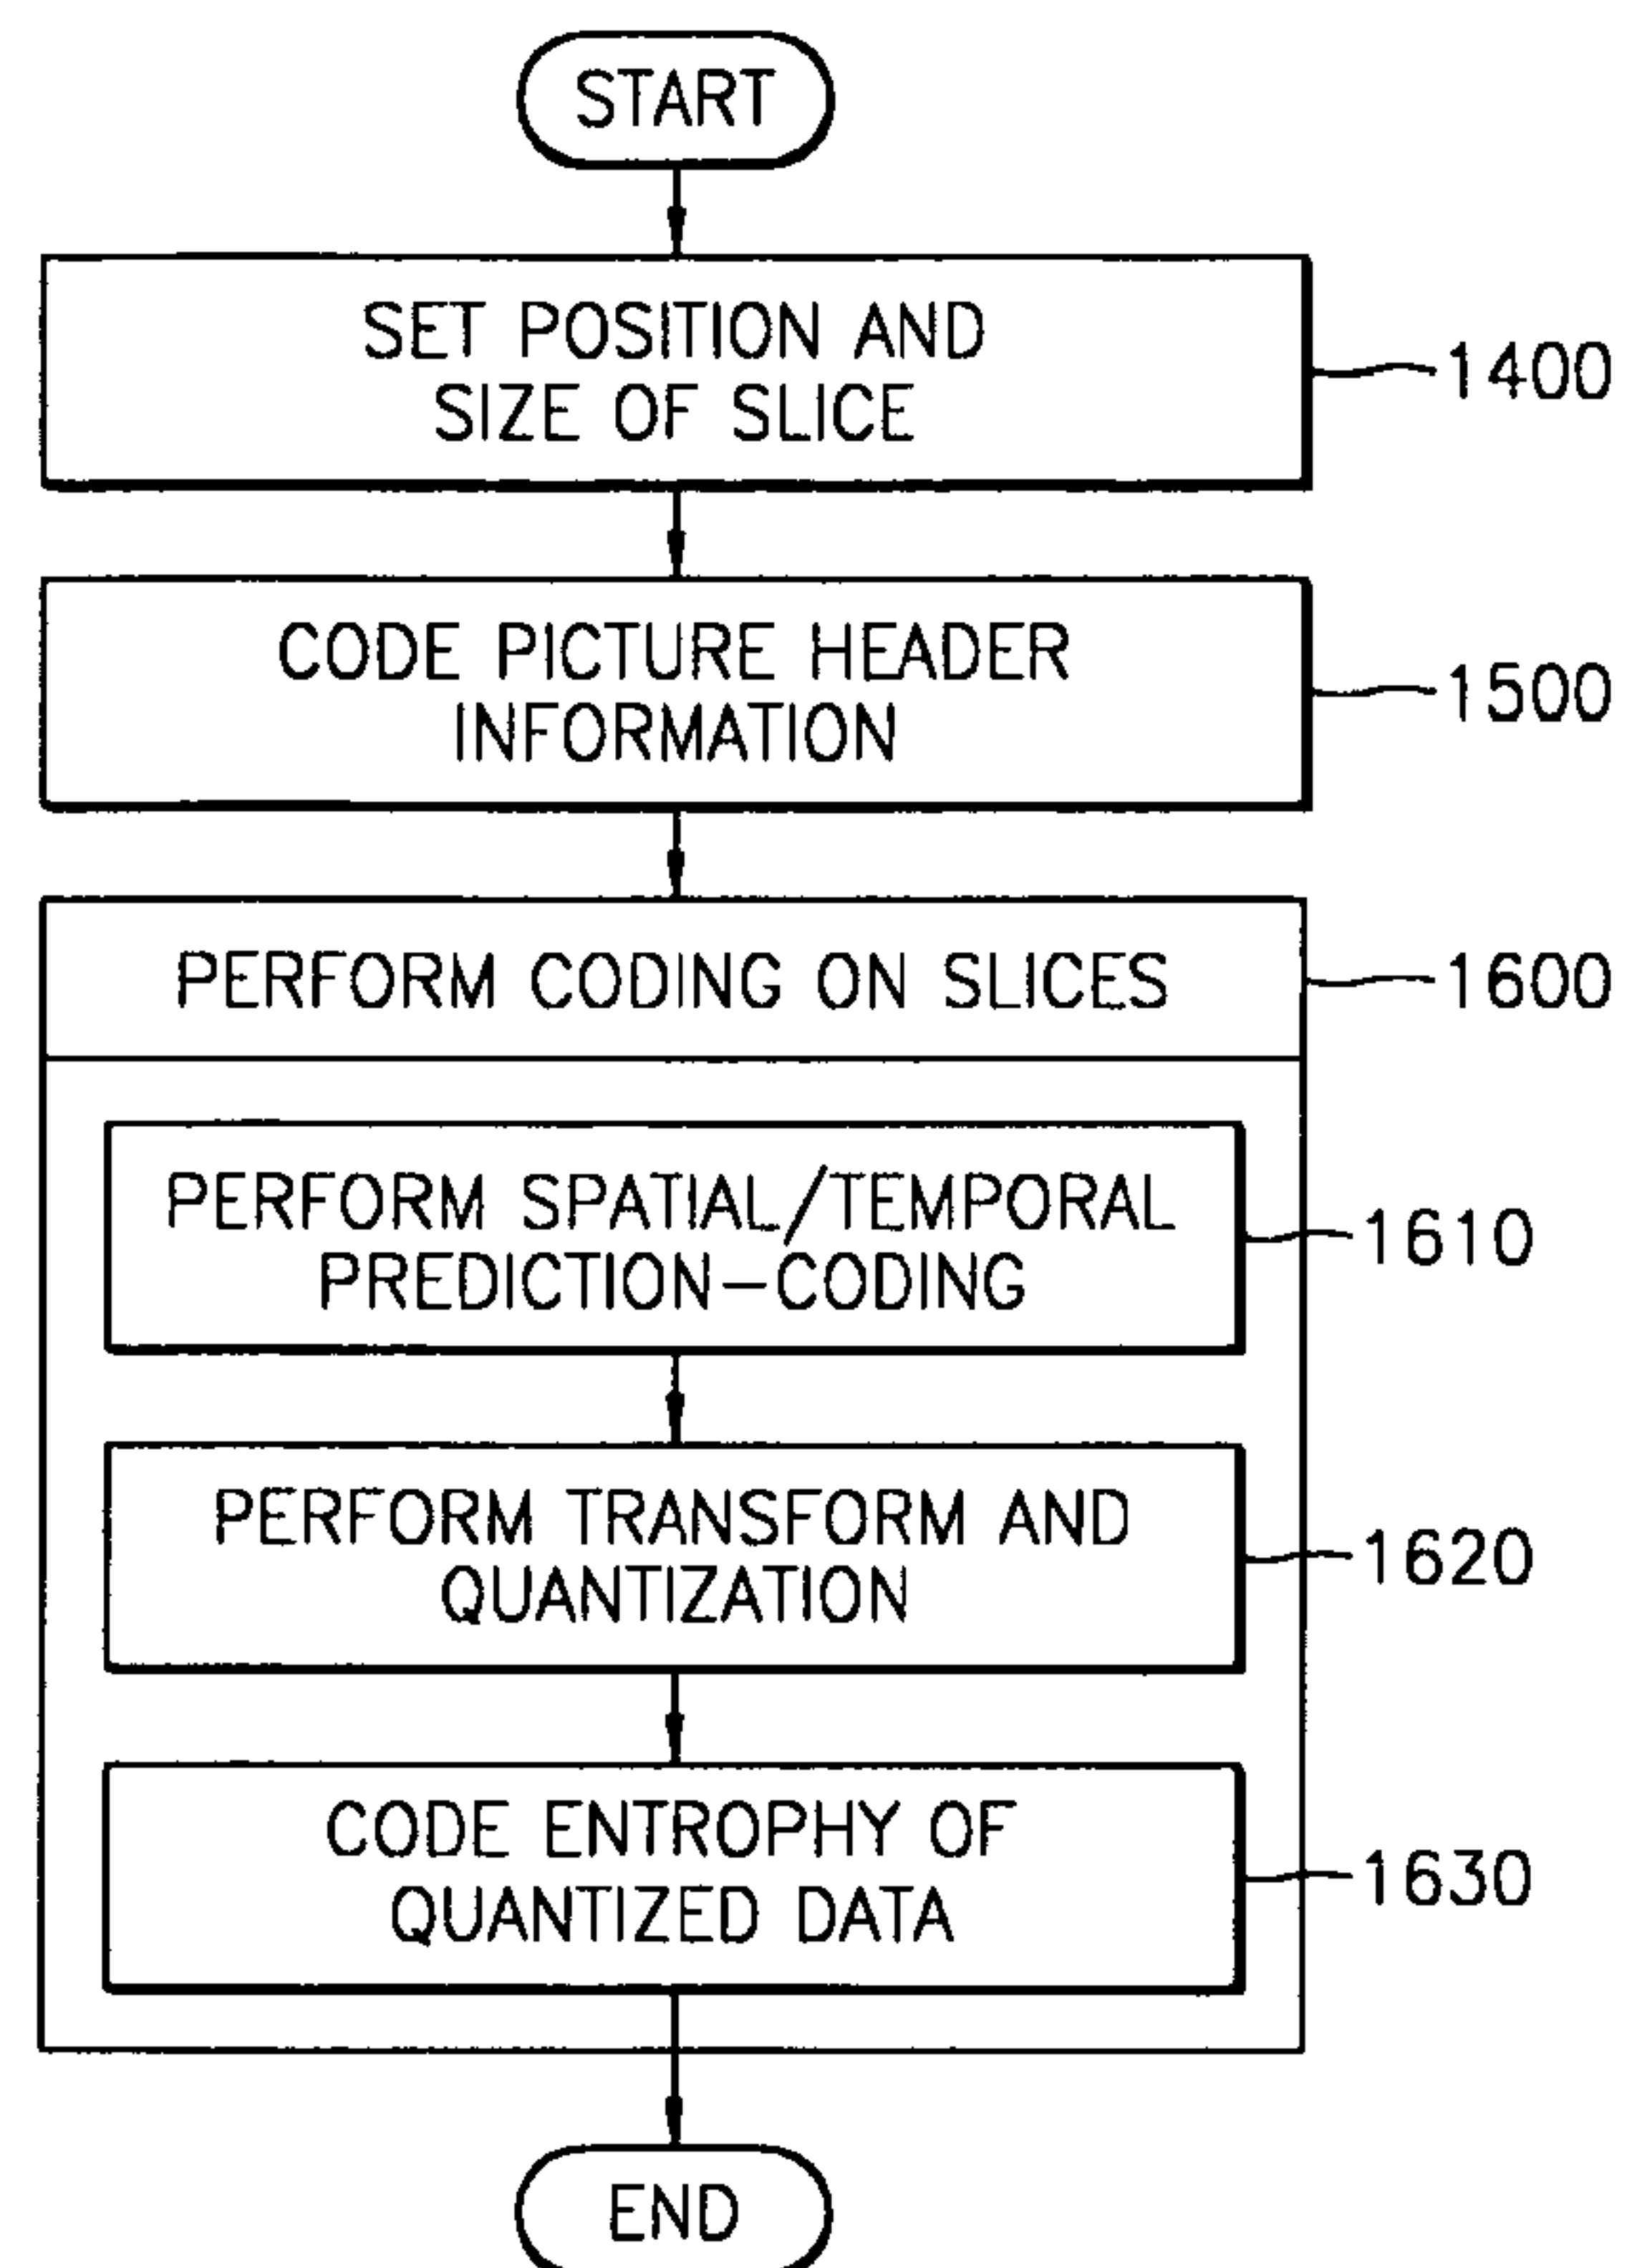 START
SET POSITION AND
SIZE OF SLICE
1400
CODE PICTURE HEADER
INFORMATION
1500
PERFORM CODING ON SLICES
1600
PERFORM SPATIAL/TEMPORAL
PREDICTION-CODING
1610
PERFORM TRANSFORM AND
QUANTIZATION
1620
CODE ENTROPHY OF
QUANTIZED DATA
1630
END